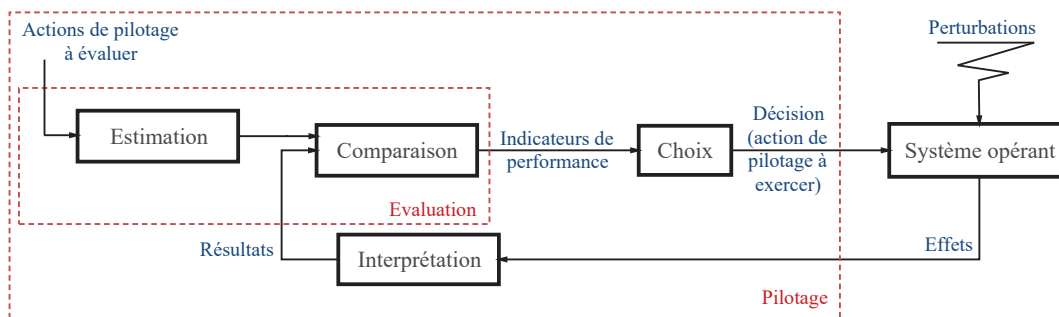 Actions de pilotage
à évaluer
Perturbations
Estimation
Comparaison
Indicateurs de
performance
Choix
Décision
(action de
pilotage à
exercer)
Système opérant
Evaluation
Résultats
Interprétation
Effets
Pilotage